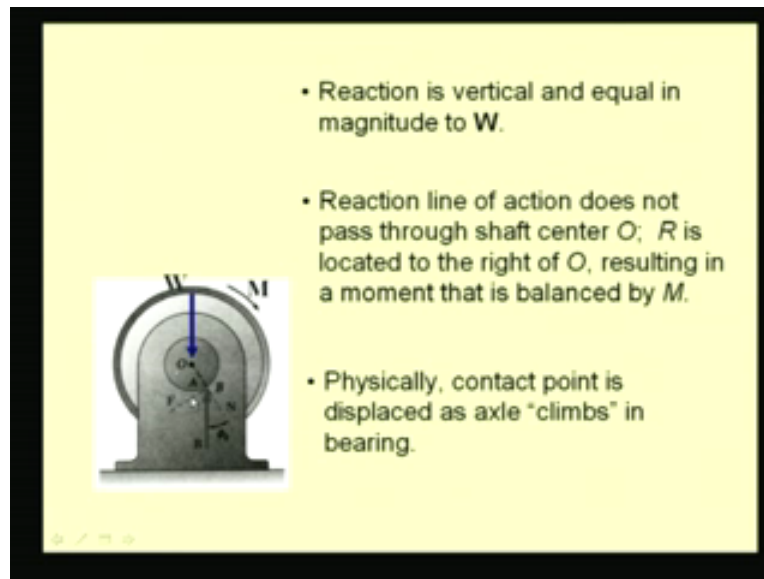 • Reaction is vertical and equal in
magnitude to W.
• Reaction line of action does not
pass through shaft center O; R is
located to the right of O, resulting in
a moment that is balanced by M.
• Physically, contact point is
displaced as axle “climbs” in
bearing.
W
M
O
A
B
F
N
R